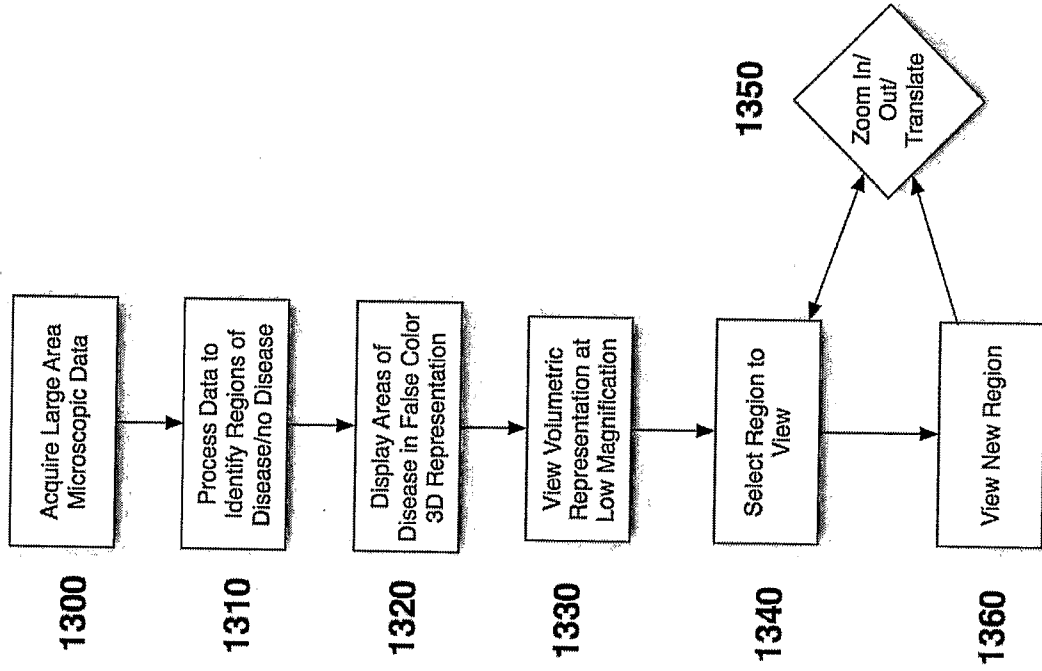 1300
Acquire Large Area
Microscopic Data
1310
Process Data to
Identify Regions of
Disease/no Disease
1320
Display Areas of
Disease in False Color
3D Representation
1330
View Volumetric
Representation at
Low Magnification
1340
Select Region to
View
1350
Zoom In/
Out/
Translate
1360
View New Region